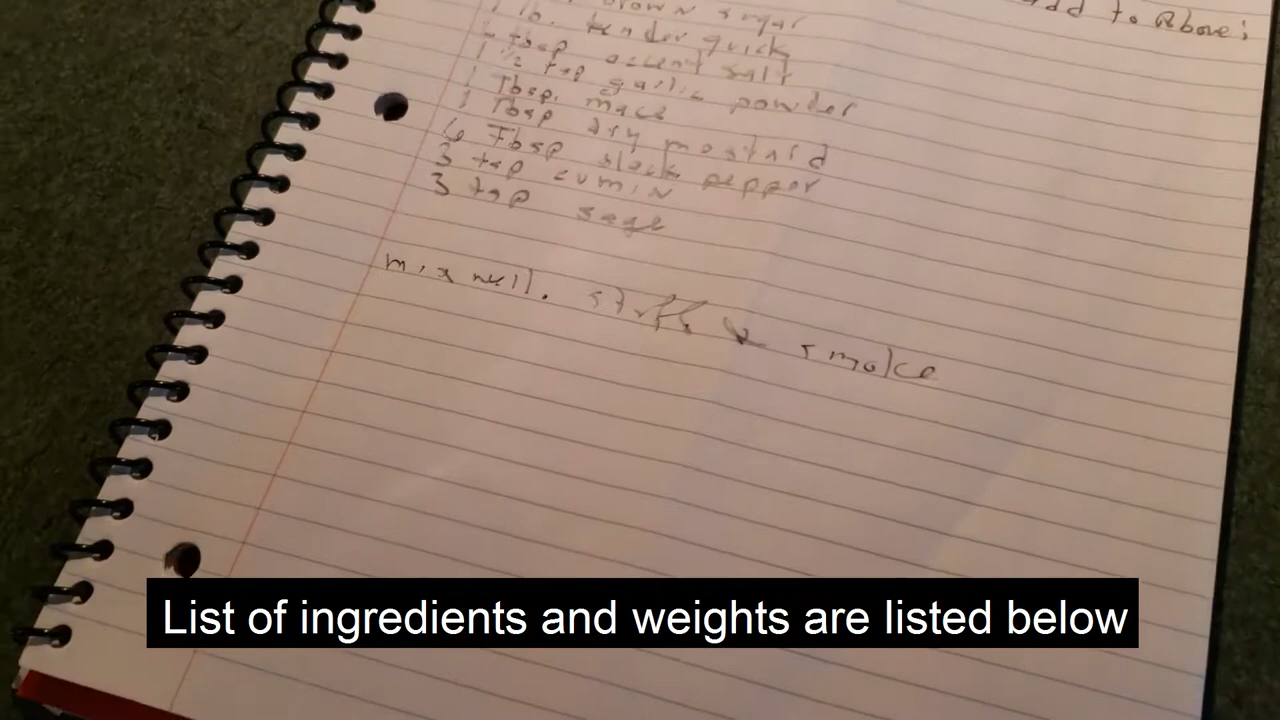 add to above:
brown sugar
1 lb. tender quick
tbsp accent salt
1 1/2 tsp garlic powder
1 Tbsp. mace
1 Tbsp dry mostard
6 Tbsp black pepper
3 tsp cumin
3 tsp sage
mix well. stuff & smoke
List of ingredients and weights are listed below